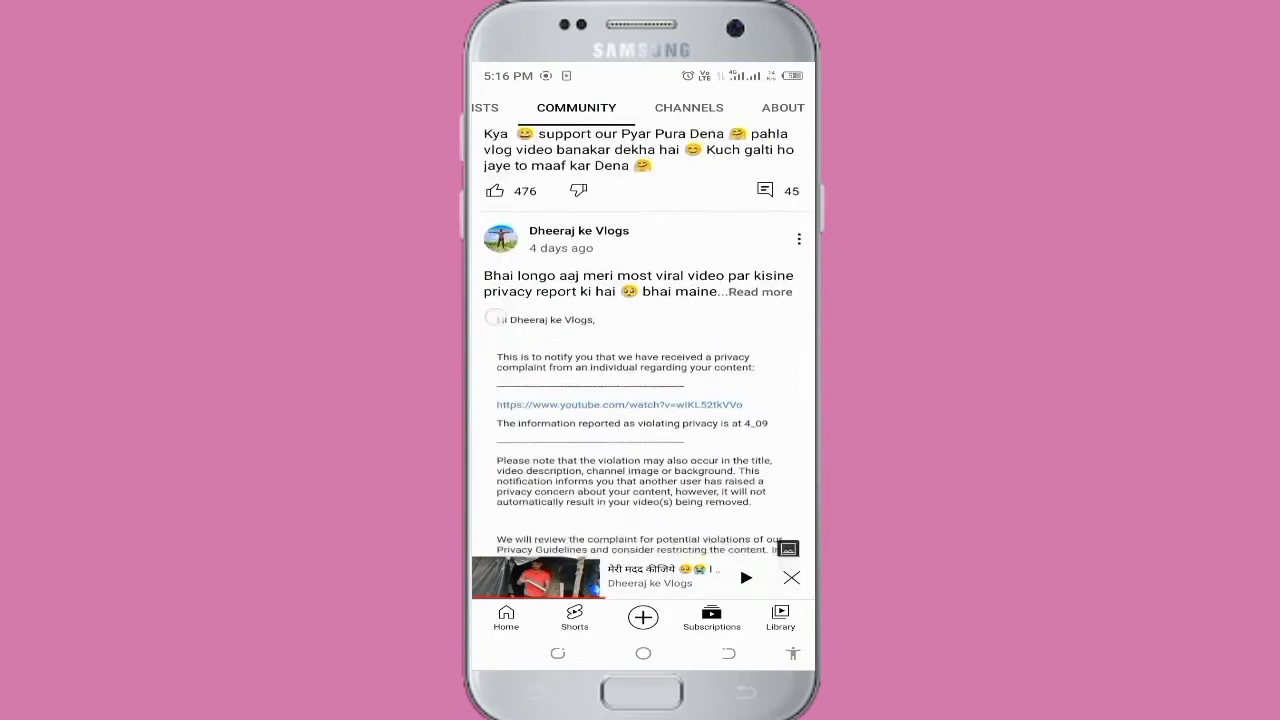 SAMSUNG
5:16 PM
Vo LTE 4G 14 K/s
ISTS COMMUNITY CHANNELS ABOUT
Kya 😄 support our Pyar Pura Dena 🤗 pahla
vlog video banakar dekha hai 😊 Kuch galti ho
jaye to maaf kar Dena 🤗
476 45
Dheeraj ke Vlogs
4 days ago
Bhai longo aaj meri most viral video par kisine
privacy report ki hai 🥺 bhai maine...Read more
Hi Dheeraj ke Vlogs,
This is to notify you that we have received a privacy
complaint from an individual regarding your content:
https://www.youtube.com/watch?v=wIKL52tkVVo
The information reported as violating privacy is at 4_09
Please note that the violation may also occur in the title,
video description, channel image or background. This
notification informs you that another user has raised a
privacy concern about your content, however, it will not
automatically result in your video(s) being removed.
We will review the complaint for potential violations of our
Privacy Guidelines and consider restricting the content.
मेरी मदद कीजिये 🥺😭 I ..
Dheeraj ke Vlogs
Home Shorts Subscriptions Library